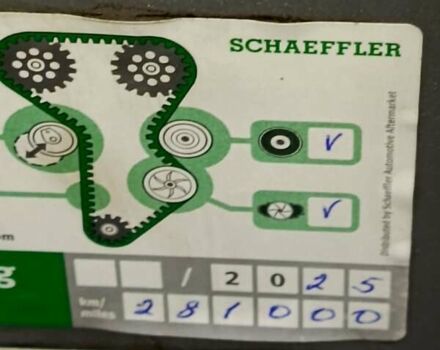 SCHAEFFLER
Distributed by Schaeffler Automotive Aftermarket
m
g
/ 2 0 2 5
km/
miles
2 8 1 0 0 0